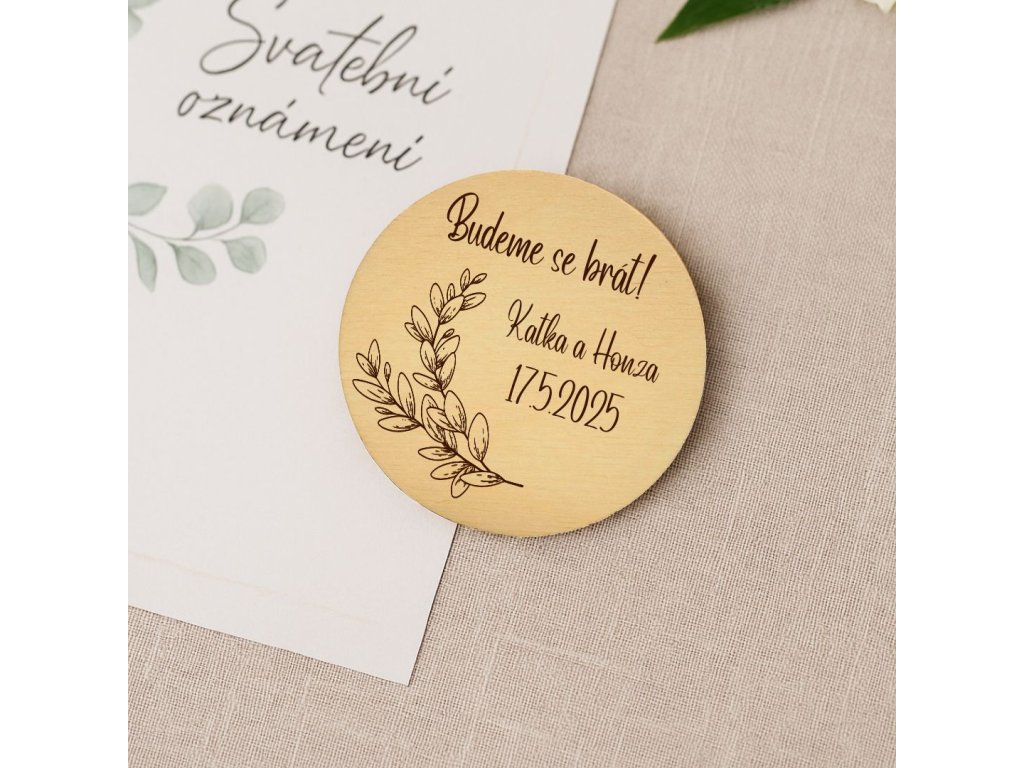 Svatební
oznámení
Budeme se brát!
Katka a Honza
17.5.2025